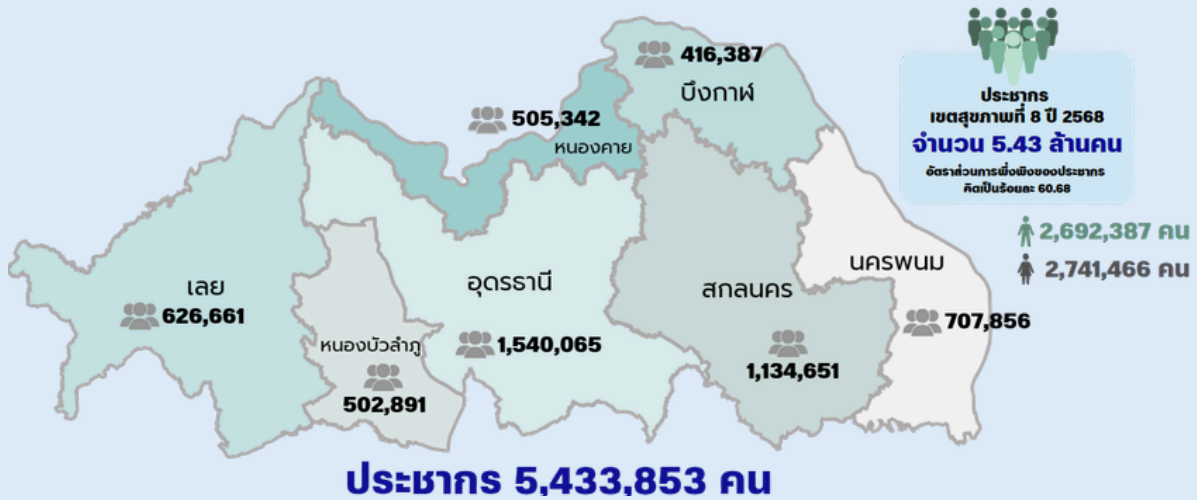 416,387
บึงกาฬ
505,342
หนองคาย
ประชากร
เขตสุขภาพที่ 8 ปี 2568
จำนวน 5.43 ล้านคน
อัตราส่วนการพึ่งพิงของประชากร
คิดเป็นร้อยละ 60.68
2,692,387 คน
2,741,466 คน
เลย
626,661
หนองบัวลำภู
502,891
อุดรธานี
1,540,065
สกลนคร
1,134,651
นครพนม
707,856
ประชากร 5,433,853 คน